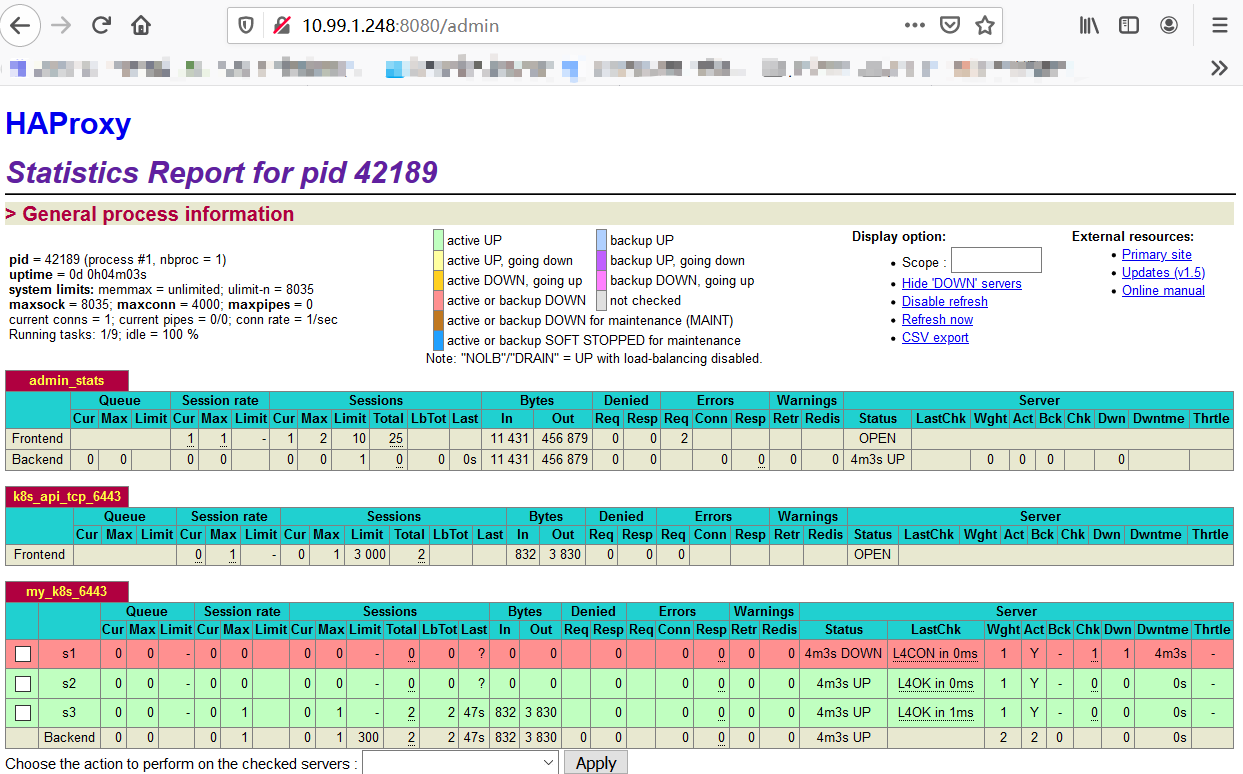 10.99.1.248:8080/admin
HAProxy
Statistics Report for pid 42189
> General process information
pid = 42189 (process #1, nbproc = 1)
uptime = 0d 0h04m03s
system limits: memmax = unlimited; ulimit-n = 8035
maxsock = 8035; maxconn = 4000; maxpipes = 0
current conns = 1; current pipes = 0/0; conn rate = 1/sec
Running tasks: 1/9; idle = 100 %
active UP backup UP
active UP, going down backup UP, going down
active DOWN, going up backup DOWN, going up
active or backup DOWN not checked
active or backup DOWN for maintenance (MAINT)
active or backup SOFT STOPPED for maintenance
Note: "NOLB"/"DRAIN" = UP with load-balancing disabled.
Display option:
Scope :
Hide 'DOWN' servers
Disable refresh
Refresh now
CSV export
External resources:
Primary site
Updates (v1.5)
Online manual
admin_stats
Queue Session rate Sessions Bytes Denied Errors Warnings Server
Cur Max Limit Cur Max Limit Cur Max Limit Total LbTot Last In Out Req Resp Req Conn Resp Retr Redis Status LastChk Wght Act Bck Chk Dwn Dwntme Thrtle
Frontend 1 1 - 1 2 10 25 11 431 456 879 0 0 2 OPEN
Backend 0 0 0 0 0 0 1 0 0 0s 11 431 456 879 0 0 0 0 0 0 4m3s UP 0 0 0 0
k8s_api_tcp_6443
Queue Session rate Sessions Bytes Denied Errors Warnings Server
Cur Max Limit Cur Max Limit Cur Max Limit Total LbTot Last In Out Req Resp Req Conn Resp Retr Redis Status LastChk Wght Act Bck Chk Dwn Dwntme Thrtle
Frontend 0 1 - 0 1 3 000 2 832 3 830 0 0 0 OPEN
my_k8s_6443
Queue Session rate Sessions Bytes Denied Errors Warnings Server
Cur Max Limit Cur Max Limit Cur Max Limit Total LbTot Last In Out Req Resp Req Conn Resp Retr Redis Status LastChk Wght Act Bck Chk Dwn Dwntme Thrtle
s1 0 0 - 0 0 0 0 - 0 0 ? 0 0 0 0 0 0 0 4m3s DOWN L4CON in 0ms 1 Y - 1 1 4m3s -
s2 0 0 - 0 0 0 0 - 0 0 ? 0 0 0 0 0 0 0 4m3s UP L4OK in 0ms 1 Y - 0 0 0s -
s3 0 0 - 0 1 0 1 - 2 2 47s 832 3 830 0 0 0 0 0 4m3s UP L4OK in 1ms 1 Y - 0 0 0s -
Backend 0 0 0 1 0 1 300 2 2 47s 832 3 830 0 0 0 0 0 0 4m3s UP 2 2 0 0 0s
Choose the action to perform on the checked servers : Apply